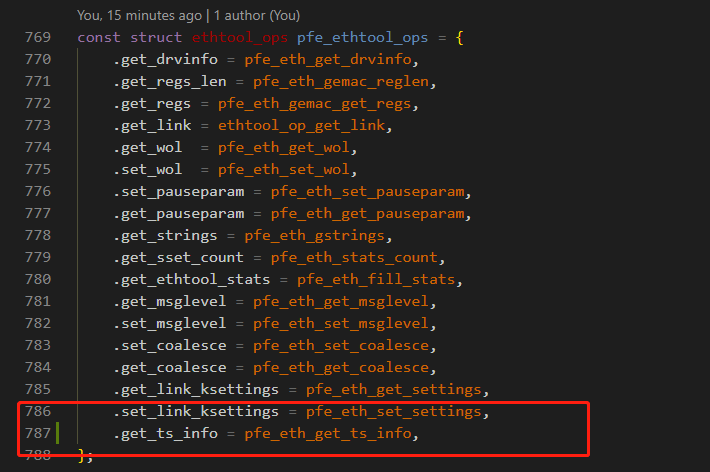 You, 15 minutes ago | 1 author (You)
769 const struct ethtool_ops pfe_ethtool_ops = {
770 .get_drvinfo = pfe_eth_get_drvinfo,
771 .get_regs_len = pfe_eth_gemac_reglen,
772 .get_regs = pfe_eth_gemac_get_regs,
773 .get_link = ethtool_op_get_link,
774 .get_wol  = pfe_eth_get_wol,
775 .set_wol  = pfe_eth_set_wol,
776 .set_pauseparam = pfe_eth_set_pauseparam,
777 .get_pauseparam = pfe_eth_get_pauseparam,
778 .get_strings = pfe_eth_gstrings,
779 .get_sset_count = pfe_eth_stats_count,
780 .get_ethtool_stats = pfe_eth_fill_stats,
781 .get_msglevel = pfe_eth_get_msglevel,
782 .set_msglevel = pfe_eth_set_msglevel,
783 .set_coalesce = pfe_eth_set_coalesce,
784 .get_coalesce = pfe_eth_get_coalesce,
785 .get_link_ksettings = pfe_eth_get_settings,
786 .set_link_ksettings = pfe_eth_set_settings,
787 .get_ts_info = pfe_eth_get_ts_info,
788 };